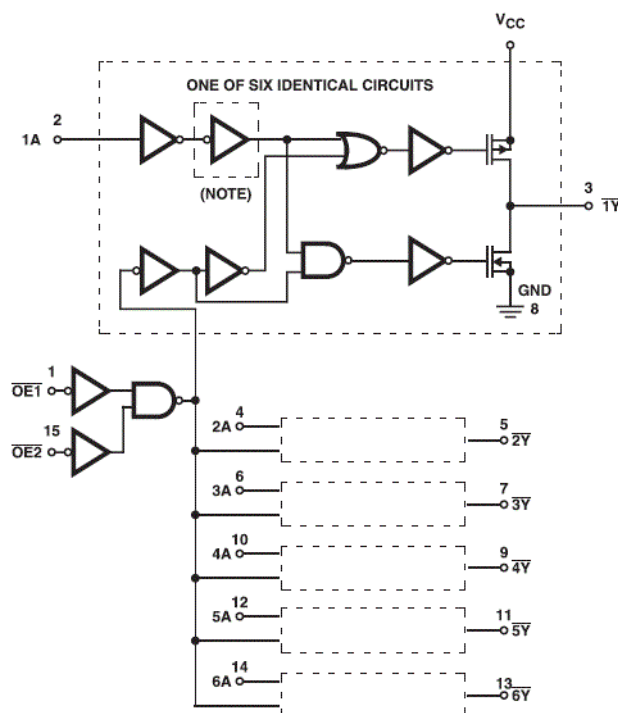 VCC
ONE OF SIX IDENTICAL CIRCUITS
2
1A
(NOTE)
3
1Y
GND
8
1
OE1
15
OE2
4
2A
5
2Y
6
3A
7
3Y
10
4A
9
4Y
12
5A
11
5Y
14
6A
13
6Y